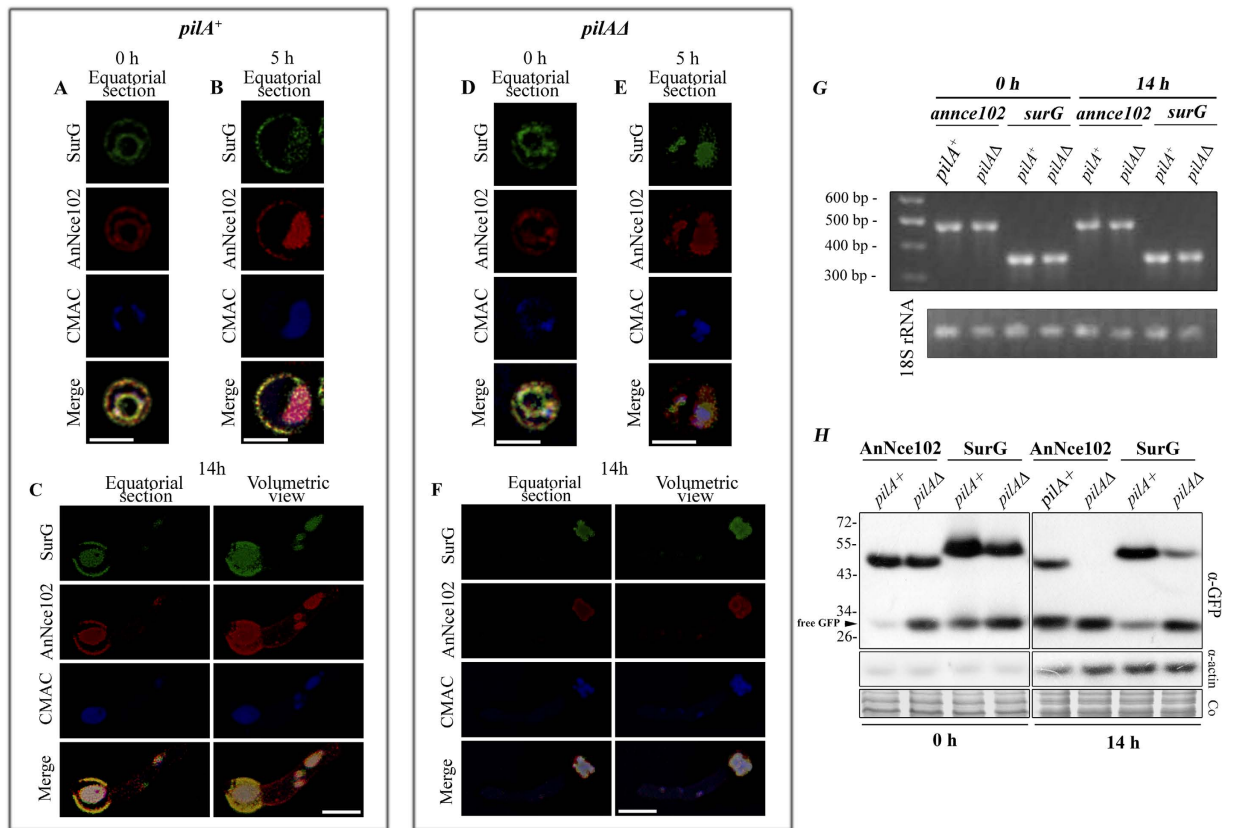 pilA+
0 h
5 h
A
Equatorial section
B
Equatorial section
SurG
SurG
AnNce102
AnNce102
CMAC
CMAC
Merge
Merge
14h
C
Equatorial section
Volumetric view
SurG
AnNce102
CMAC
Merge
pilAΔ
0 h
5 h
D
Equatorial section
E
Equatorial section
SurG
SurG
AnNce102
AnNce102
CMAC
CMAC
Merge
Merge
14h
F
Equatorial section
Volumetric view
SurG
AnNce102
CMAC
Merge
G
0 h
14 h
annce102
surG
annce102
surG
pilA+
pilAΔ
pilA+
pilAΔ
pilA+
pilAΔ
pilA+
pilAΔ
600 bp -
500 bp -
400 bp -
300 bp -
18S rRNA
H
AnNce102
SurG
AnNce102
SurG
pilA+
pilAΔ
pilA+
pilAΔ
pilA+
pilAΔ
pilA+
pilAΔ
72-
55-
43-
34-
free GFP
26-
α-GFP
α-actin
Co
0 h
14 h